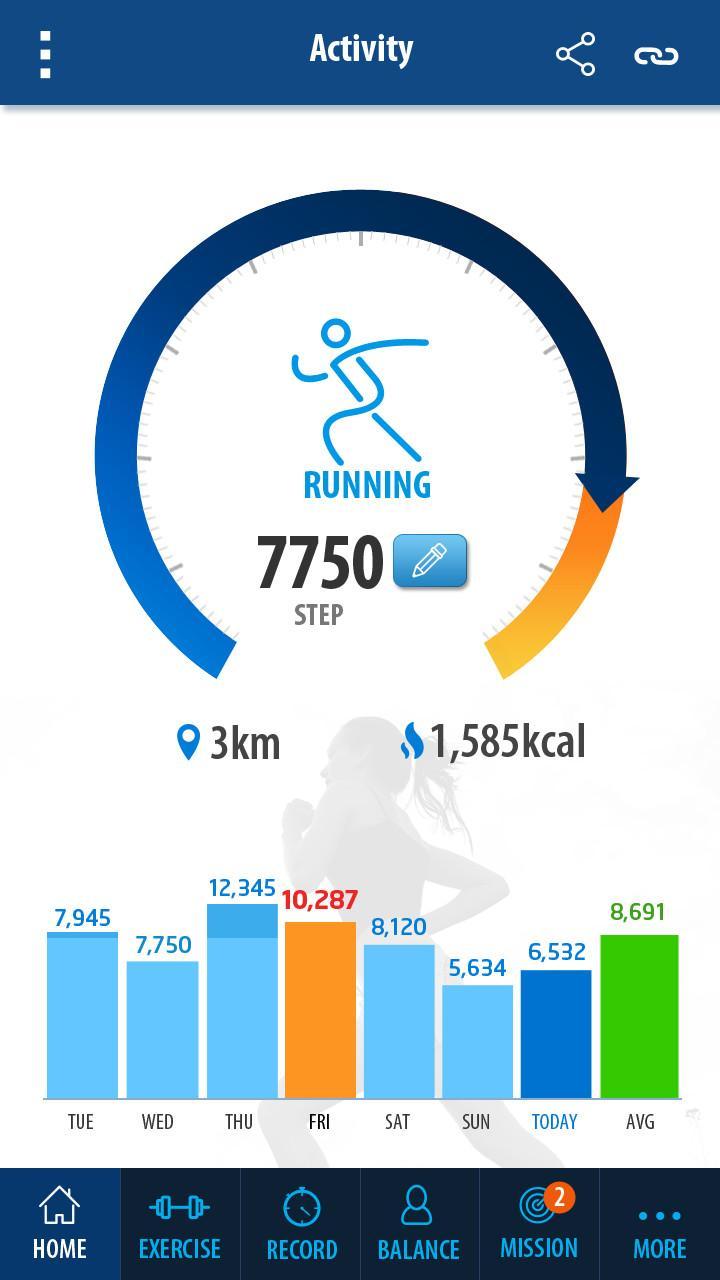 Activity
RUNNING
7750
STEP
3km
1,585kcal
7,945
7,750
12,345
10,287
8,120
5,634
6,532
8,691
TUE
WED
THU
FRI
SAT
SUN
TODAY
AVG
HOME
EXERCISE
RECORD
BALANCE
2
MISSION
MORE